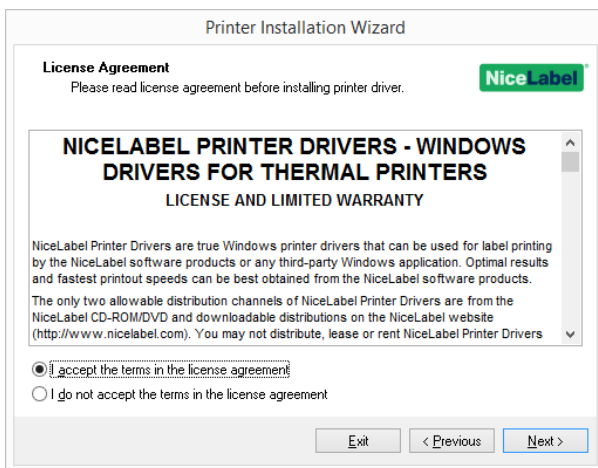 Printer Installation Wizard
License Agreement
Please read license agreement before installing printer driver.
NiceLabel
NICELABEL PRINTER DRIVERS - WINDOWS
DRIVERS FOR THERMAL PRINTERS
LICENSE AND LIMITED WARRANTY
NiceLabel Printer Drivers are true Windows printer drivers that can be used for label printing
by the NiceLabel software products or any third-party Windows application. Optimal results
and fastest printout speeds can be best obtained from the NiceLabel software products.
The only two allowable distribution channels of NiceLabel Printer Drivers are from the
NiceLabel CD-ROM/DVD and downloadable distributions on the NiceLabel website
(http://www.nicelabel.com). You may not distribute, lease or rent NiceLabel Printer Drivers
I accept the terms in the license agreement
I do not accept the terms in the license agreement
Exit
< Previous
Next >